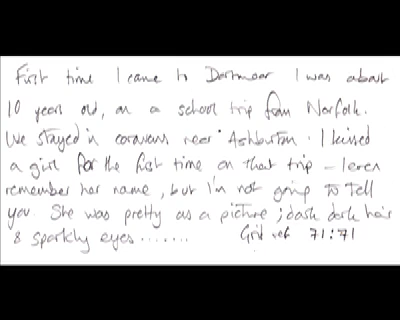 First time I came to Dartmoor I was about
10 years old, on a school trip from Norfolk.
We stayed in caravans near Ashburton. I kissed
a girl for the first time on that trip – I even
remember her name, but I'm not going to tell
you. She was pretty as a picture; dark dark hair
& sparkly eyes ....... Grid ref 71:71